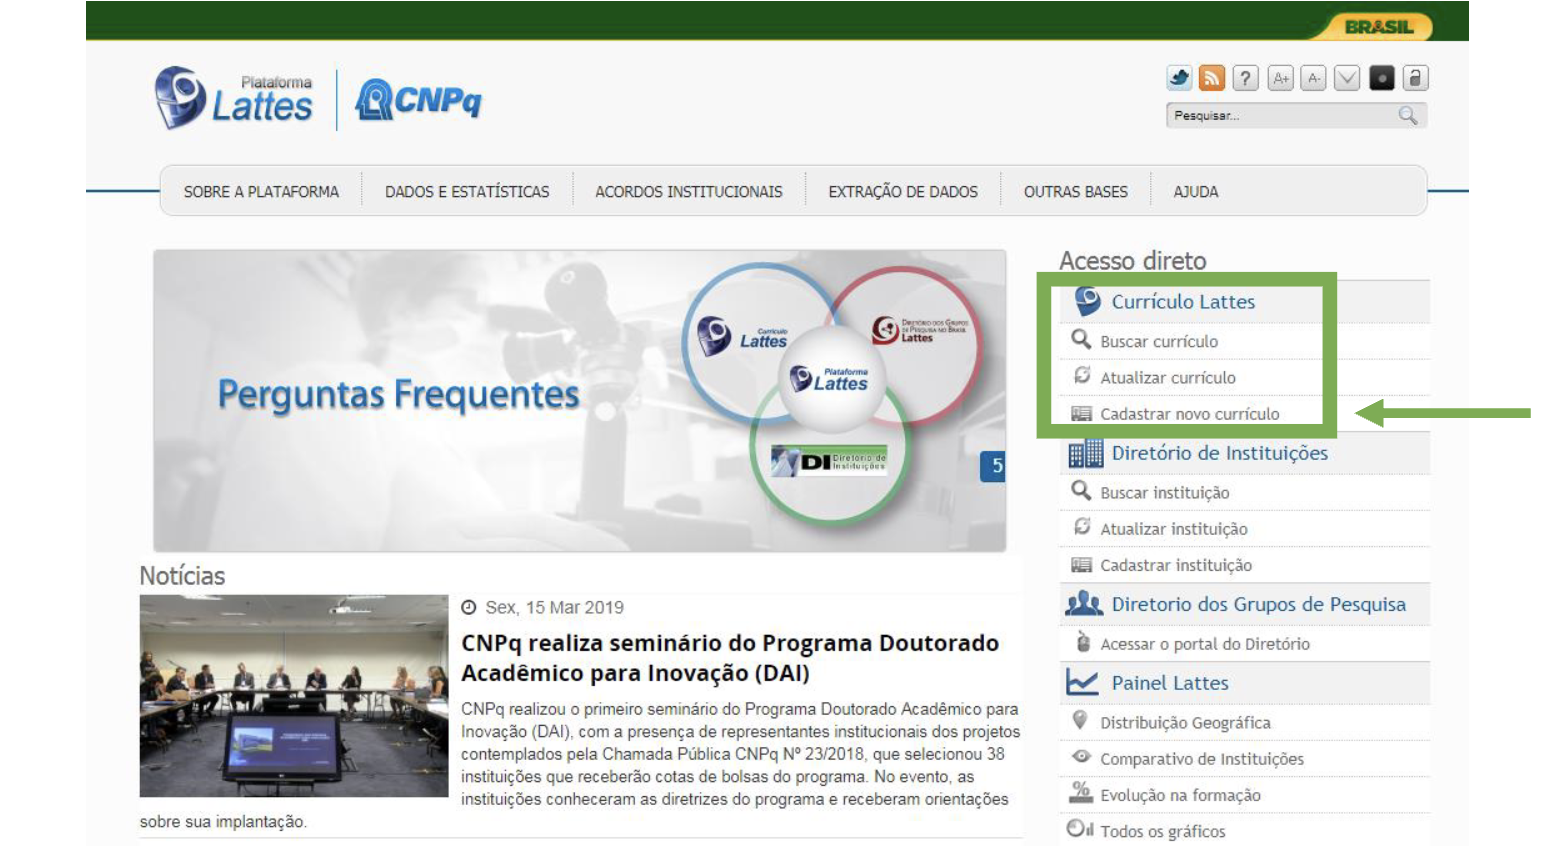 BRASIL
Plataforma
Lattes
CNPq
?
A+
A-
Pesquisar...
SOBRE A PLATAFORMA
DADOS E ESTATÍSTICAS
ACORDOS INSTITUCIONAIS
EXTRAÇÃO DE DADOS
OUTRAS BASES
AJUDA
Perguntas Frequentes
Currículo
Lattes
Diretório dos Grupos
de Pesquisa no Brasil
Lattes
Plataforma
Lattes
DI Diretório de
Instituições
5
Acesso direto
Currículo Lattes
Buscar currículo
Atualizar currículo
Cadastrar novo currículo
Diretório de Instituições
Buscar instituição
Atualizar instituição
Cadastrar instituição
Diretorio dos Grupos de Pesquisa
Acessar o portal do Diretório
Painel Lattes
Distribuição Geográfica
Comparativo de Instituições
%
Evolução na formação
Todos os gráficos
Notícias
Sex, 15 Mar 2019
CNPq realiza seminário do Programa Doutorado
Acadêmico para Inovação (DAI)
CNPq realizou o primeiro seminário do Programa Doutorado Acadêmico para
Inovação (DAI), com a presença de representantes institucionais dos projetos
contemplados pela Chamada Pública CNPq Nº 23/2018, que selecionou 38
instituições que receberão cotas de bolsas do programa. No evento, as
instituições conheceram as diretrizes do programa e receberam orientações
sobre sua implantação.